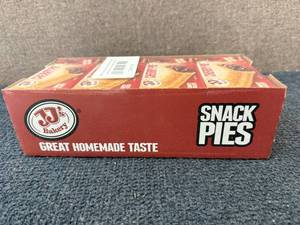 JJ's
Bakery
GREAT HOMEMADE TASTE
SNACK
PIES